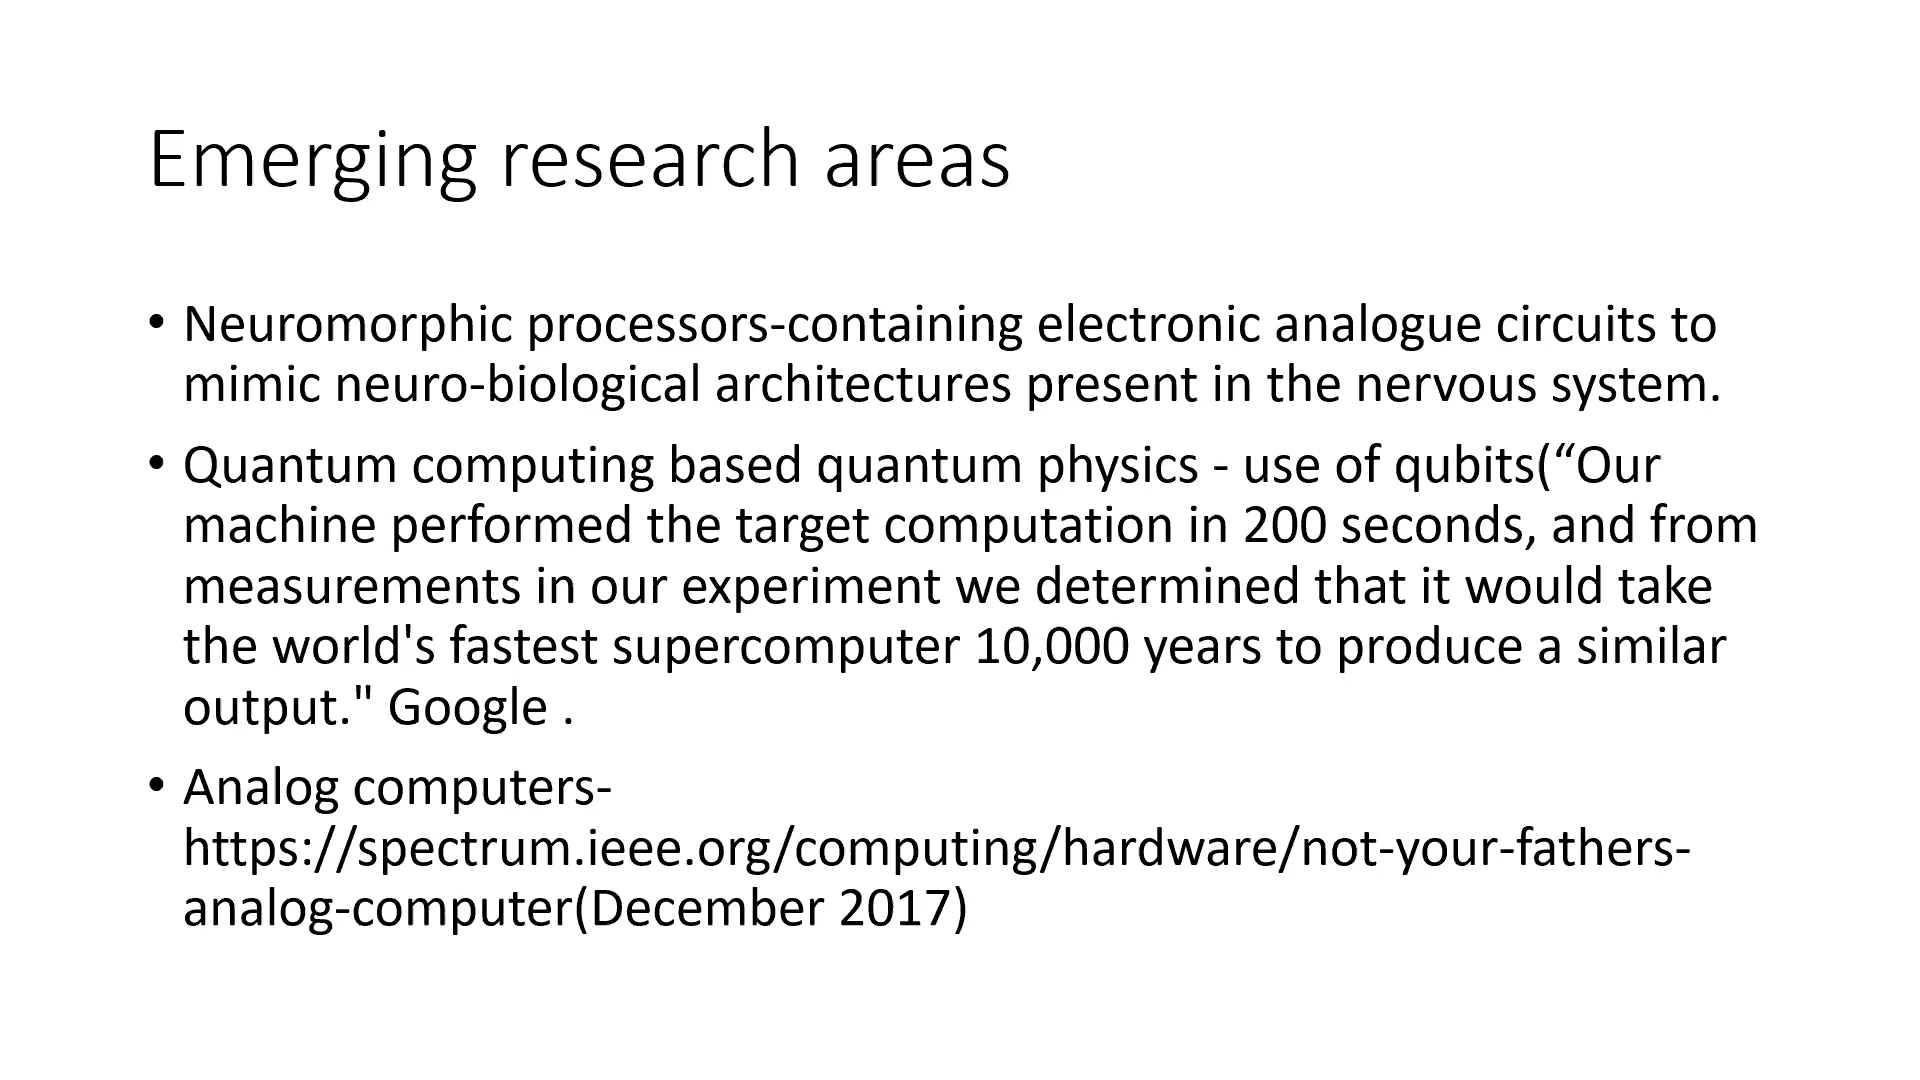 Emerging research areas
• Neuromorphic processors-containing electronic analogue circuits to
mimic neuro-biological architectures present in the nervous system.
• Quantum computing based quantum physics - use of qubits(“Our
machine performed the target computation in 200 seconds, and from
measurements in our experiment we determined that it would take
the world's fastest supercomputer 10,000 years to produce a similar
output." Google .
• Analog computers-
https://spectrum.ieee.org/computing/hardware/not-your-fathers-
analog-computer(December 2017)